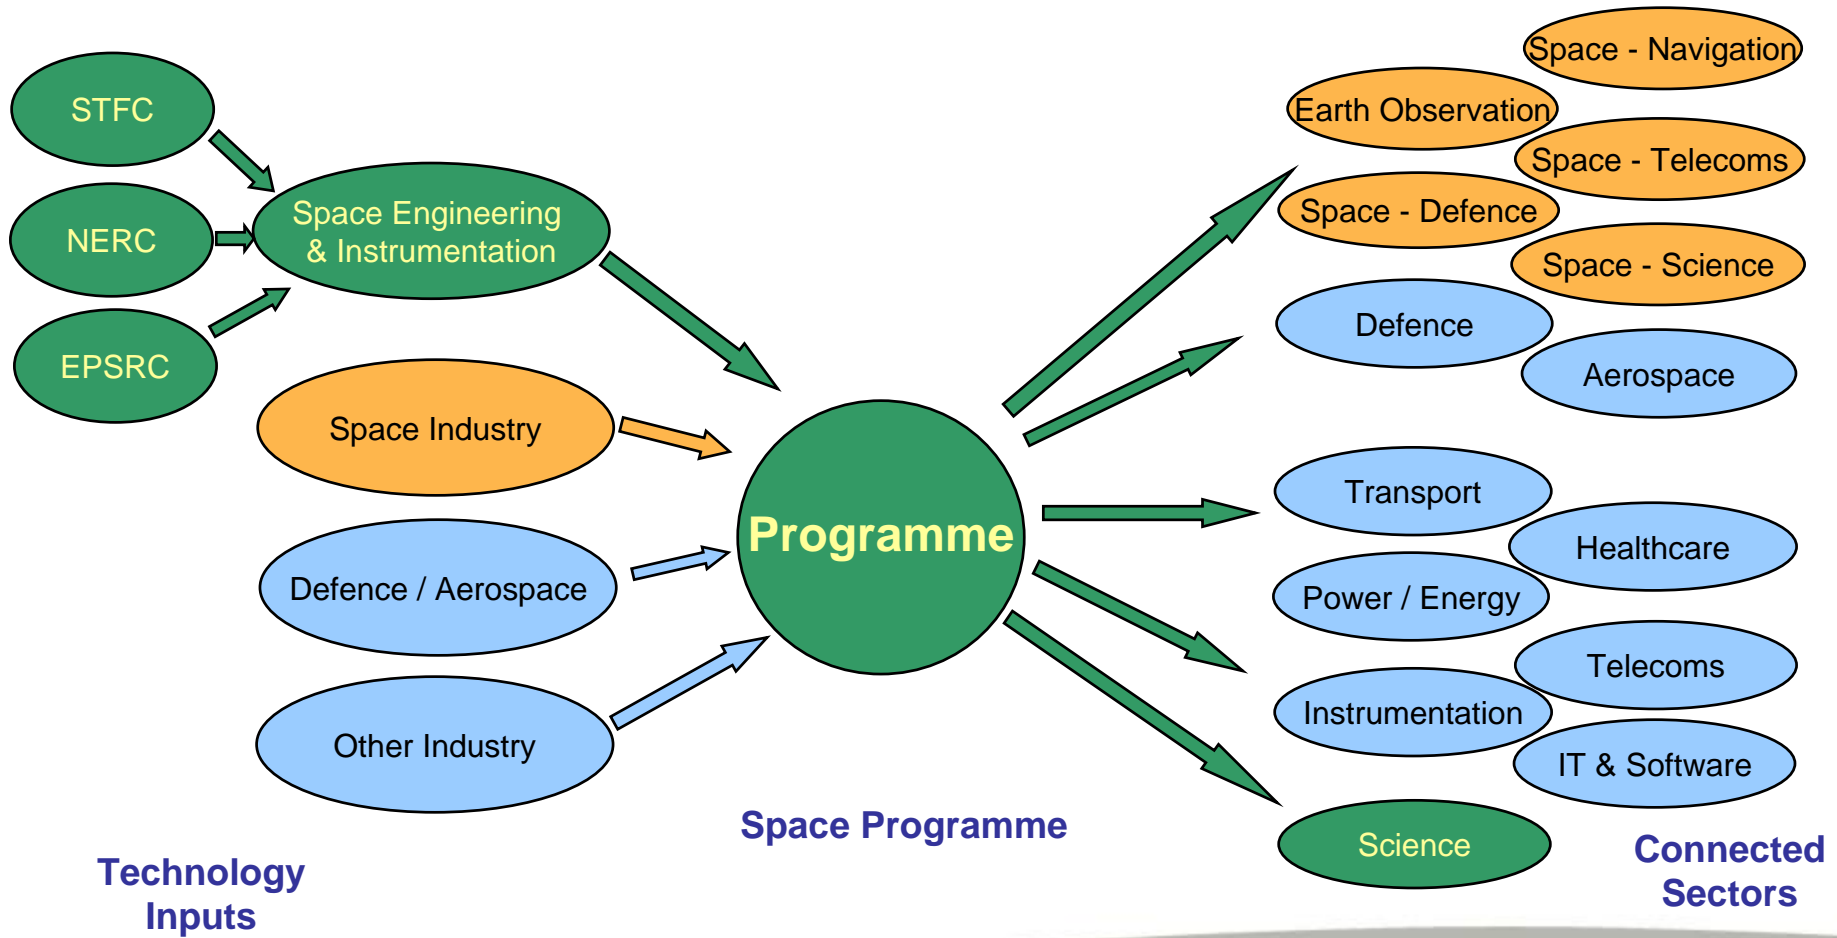 STFC
NERC
EPSRC
Space Engineering
& Instrumentation
Space Industry
Defence / Aerospace
Other Industry
Technology
Inputs
Programme
Space Programme
Space - Navigation
Earth Observation
Space - Telecoms
Space - Defence
Space - Science
Defence
Aerospace
Transport
Healthcare
Power / Energy
Telecoms
Instrumentation
IT & Software
Science
Connected
Sectors